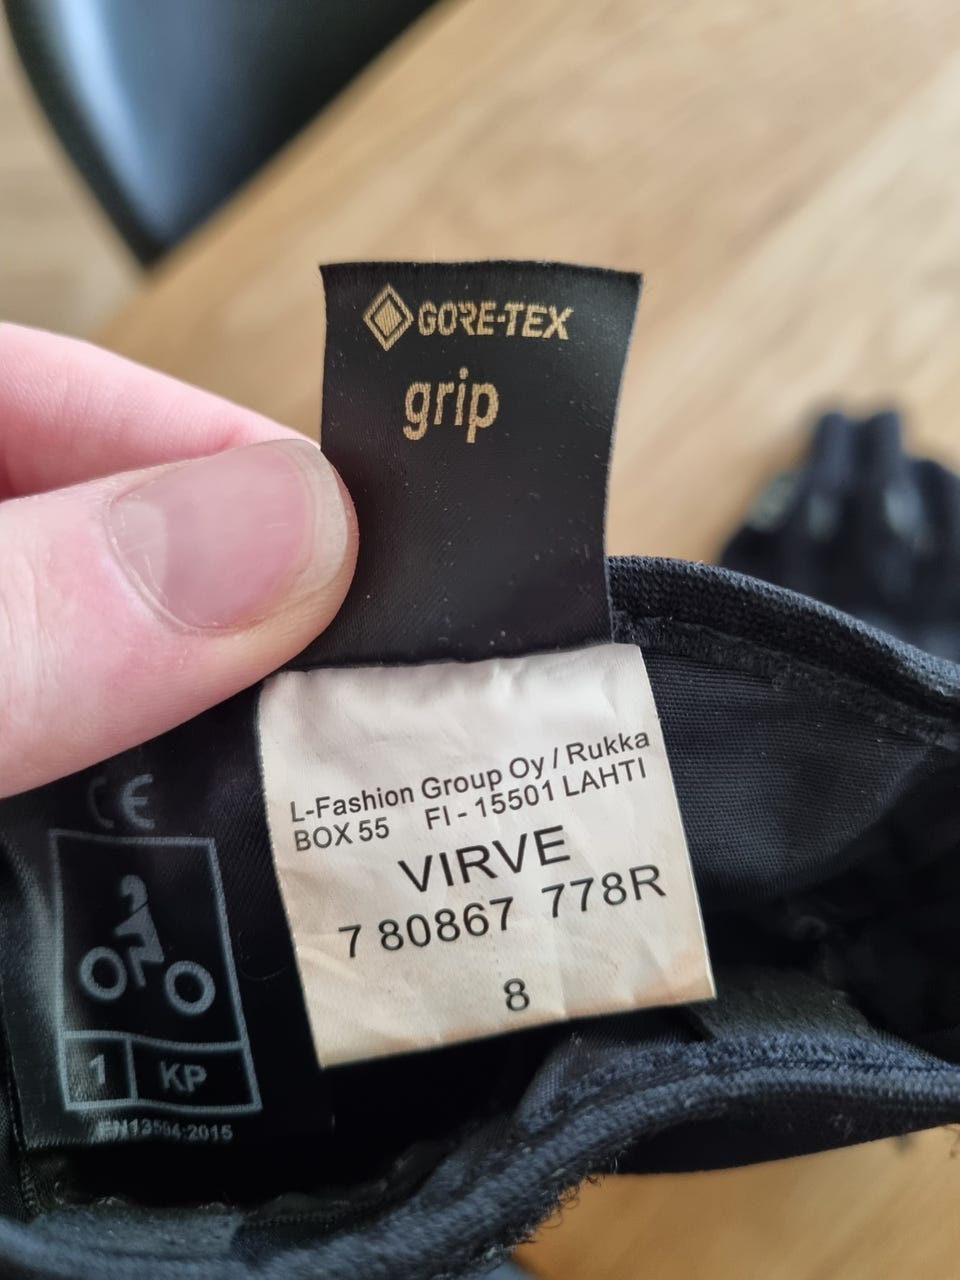 GORE-TEX
grip
L-Fashion Group Oy / Rukka
BOX 55 FI - 15501 LAHTI
VIRVE
7 80867 778R
8
CE
1 KP
EN13594:2015